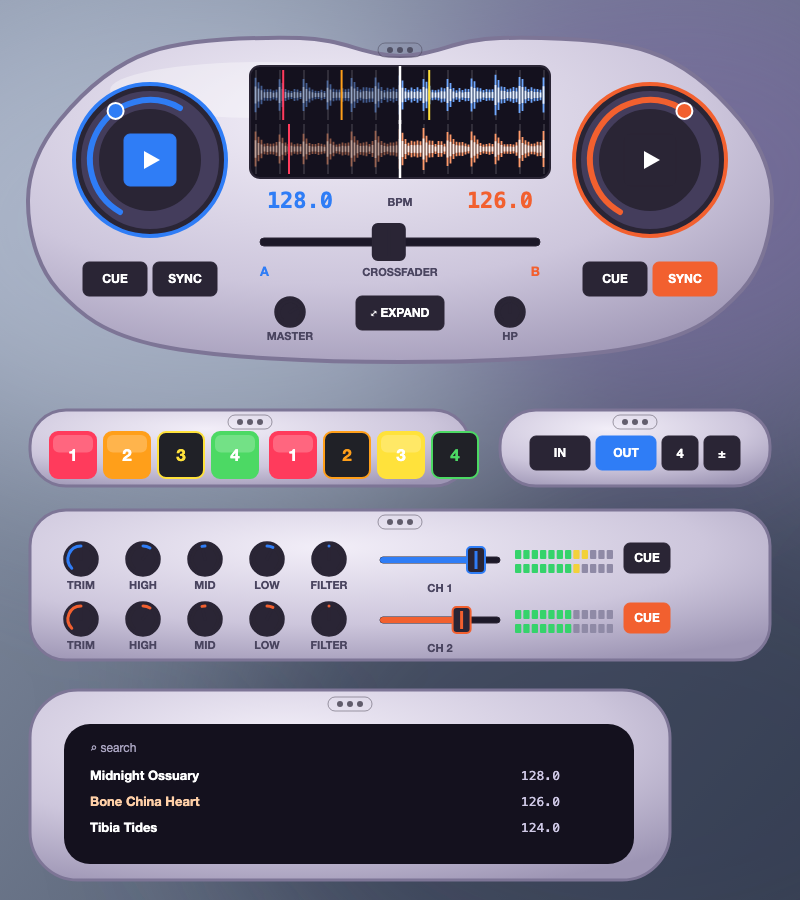 128.0 BPM 126.0
CUE SYNC
A CROSSFADER B
CUE SYNC
EXPAND
MASTER HP
1 2 3 4 1 2 3 4
IN OUT 4 ±
TRIM HIGH MID LOW FILTER CH 1 CUE
TRIM HIGH MID LOW FILTER CH 2 CUE
search
Midnight Ossuary 128.0
Bone China Heart 126.0
Tibia Tides 124.0